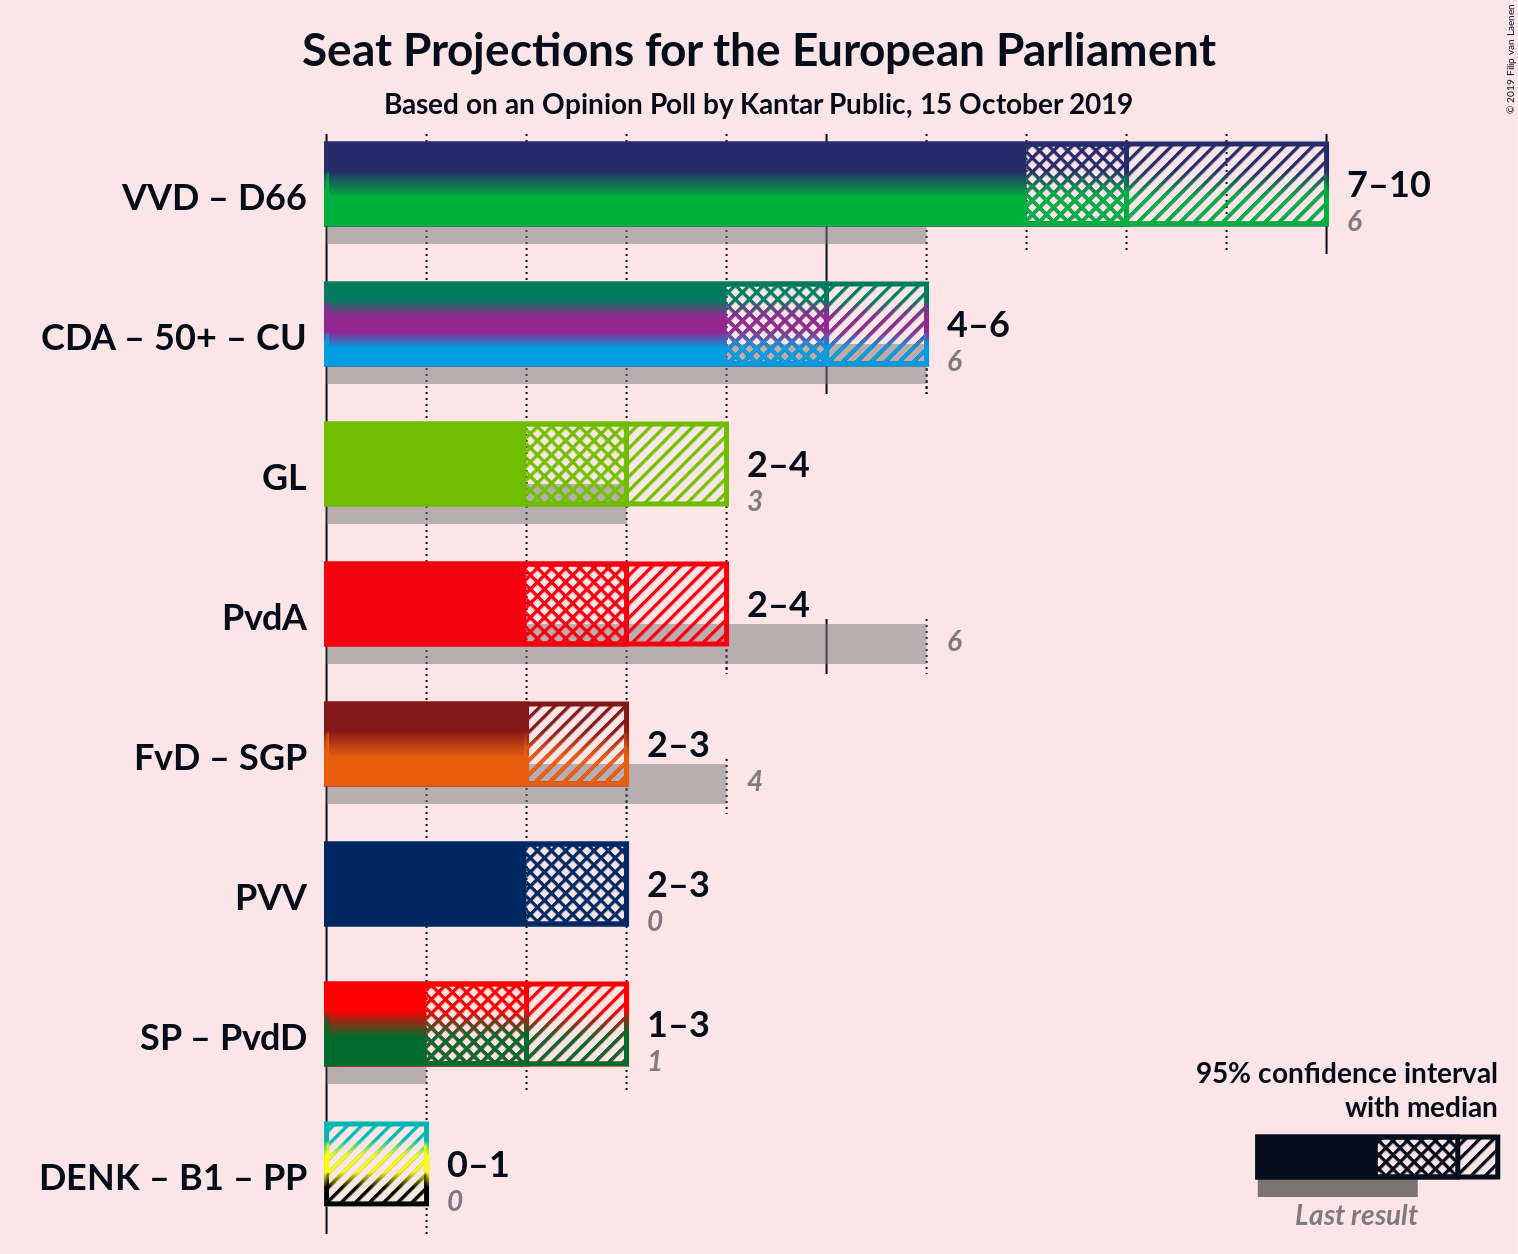 Seat Projections for the European Parliament
Based on an Opinion Poll by Kantar Public, 15 October 2019
© 2019 Filip van Laenen
VVD – D66
7–10
6
CDA – 50+ – CU
4–6
6
GL
2–4
3
PvdA
2–4
6
FvD – SGP
2–3
4
PVV
2–3
0
SP – PvdD
1–3
1
DENK – B1 – PP
0–1
0
95% confidence interval
with median
Last result